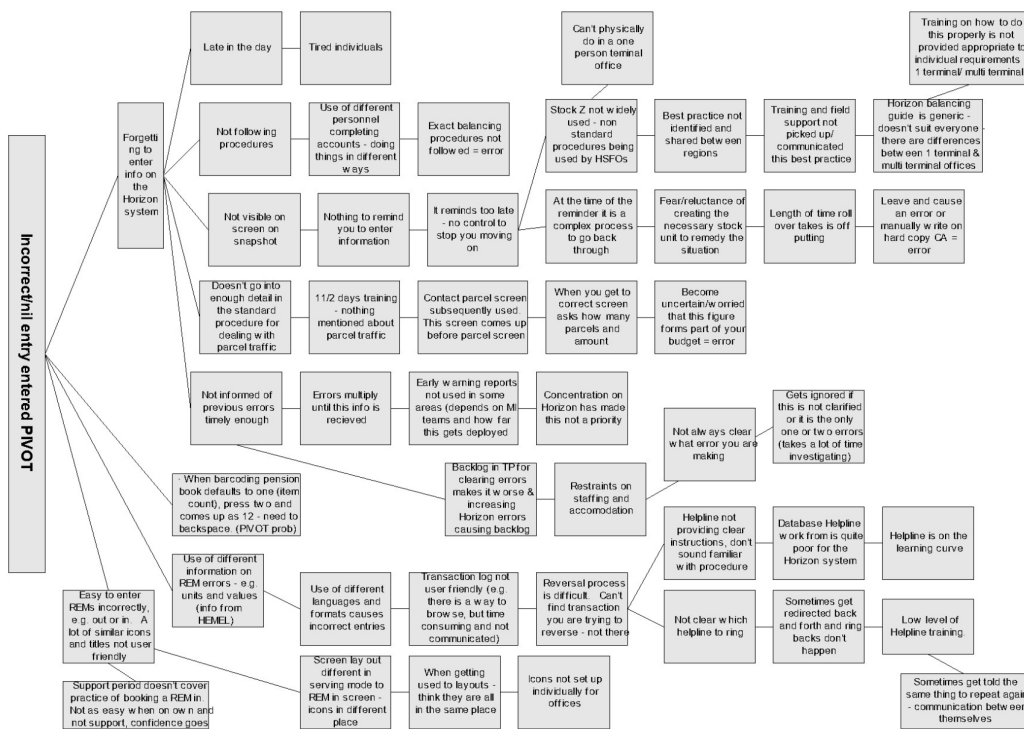 Incorrect/nil entry entered PIVOT
Forgetti
ng to
enter
info on
the
Horizon
system
Late in the day
Tired individuals
Not following
procedures
Use of different
personnel
completing
accounts - doing
things in different
ways
Exact balancing
procedures not
followed = error
Not visible on
screen on
snapshot
Nothing to remind
you to enter
information
It reminds too late
- no control to
stop you moving
on
Can't physically
do in a one
person teminal
office
Stock Z not widely
used - non
standard
procedures being
used by HSFOs
Best practice not
identified and
shared between
regions
Training and field
support not
picked up/
communicated
this best practice
Horizon balancing
guide is generic -
doesn't suit everyone
there are differences
between 1 terminal &
multi terminal offices
Training on how to do
this properly is not
provided appropriate to
individual requirements
1 terminal/ multi terminal
At the time of the
reminder it is a
complex process
to go back
through
Fear/reluctance of
creating the
necessary stock
unit to remedy the
situation
Length of time roll
over takes is off
putting
Leave and cause
an error or
manually write on
hard copy CA =
error
Doesn't go into
enough detail in
the standard
procedure for
dealing with
parcel traffic
11/2 days training
- nothing
mentioned about
parcel traffic
Contact parcel screen
subsequently used.
This screen comes up
before parcel screen
When you get to
correct screen
asks how many
parcels and
amount
Become
uncertain/worried
that this figure
forms part of your
budget = error
Not informed of
previous errors
timely enough
Errors multiply
until this info is
recieved
Early warning reports
not used in some
areas (depends on MI
teams and how far
this gets deployed
Concentration on
Horizon has made
this not a priority
Backlog in TP for
clearing errors
makes it worse &
increasing
Horizon errors
causing backlog
Restraints on
staffing and
accomodation
Not always clear
what error you are
making
Gets ignored if
this is not clarified
or it is the only
one or two errors
(takes a lot of time
investigating)
· When barcoding pension
book defaults to one (item
count), press two and
comes up as 12 - need to
backspace. (PIVOT prob)
Use of different
information on
REM errors - e.g.
units and values
(info from
HEMEL)
Use of different
languages and
formats causes
incorrect entries
Transaction log not
user friendly (e.g.
there is a way to
browse, but time
consuming and not
communicated)
Reversal process
is difficult. Can't
find transaction
you are trying to
reverse - not there
Helpline not
providing clear
instructions, don't
sound familiar
with procedure
Database Helpline
work from is quite
poor for the
Horizon system
Helpline is on the
learning curve
Not clear which
helpline to ring
Sometimes get
redirected back
and forth and ring
backs don't
happen
Low level of
Helpline training.
Sometimes get told the
same thing to repeat again
- communication between
themselves
Easy to enter
REMs incorrectly,
e.g. out or in. A
lot of similar icons
and titles not user
friendly
Support period doesn't cover
practice of booking a REM in.
Not as easy when on own and
not support, confidence goes
Screen lay out
different in
serving mode to
REM in screen -
icons in different
place
When getting
used to layouts -
think they are all
in the same place
Icons not set up
individually for
offices